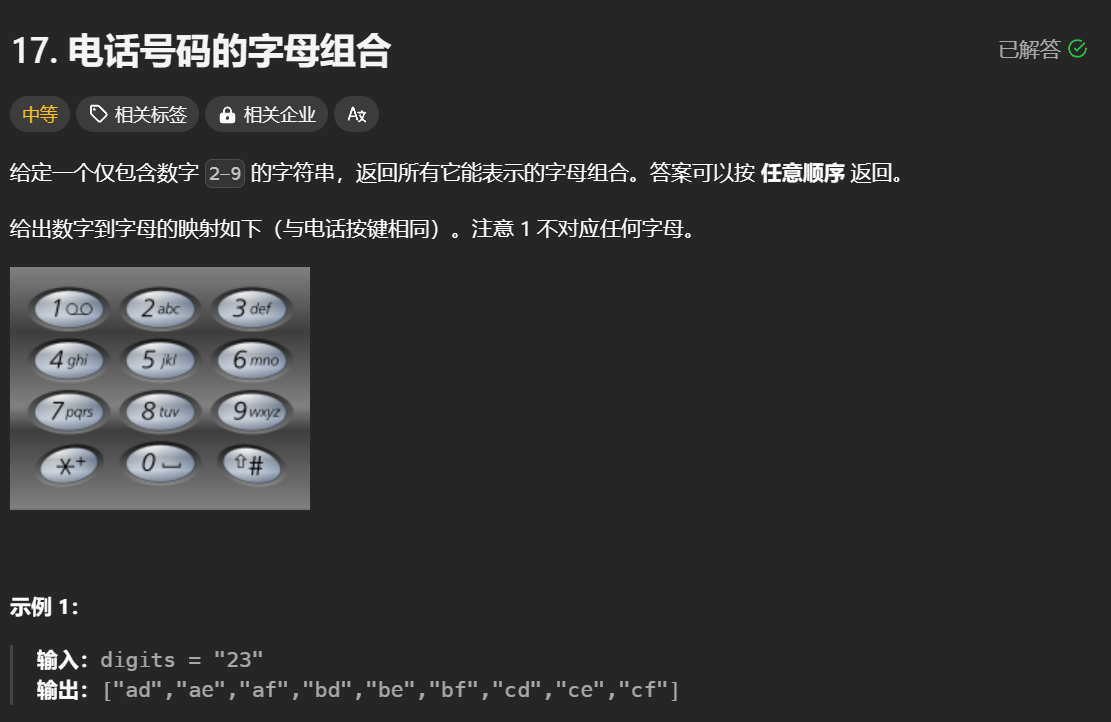 17. 电话号码的字母组合
已解答
中等 相关标签 相关企业 Aあ
给定一个仅包含数字 2-9 的字符串，返回所有它能表示的字母组合。答案可以按 任意顺序 返回。
给出数字到字母的映射如下（与电话按键相同）。注意 1 不对应任何字母。
1 2 abc 3 def
4 ghi 5 jkl 6 mno
7 pqrs 8 tuv 9 wxyz
*+ 0 #
示例 1：
输入：digits = "23"
输出：["ad","ae","af","bd","be","bf","cd","ce","cf"]